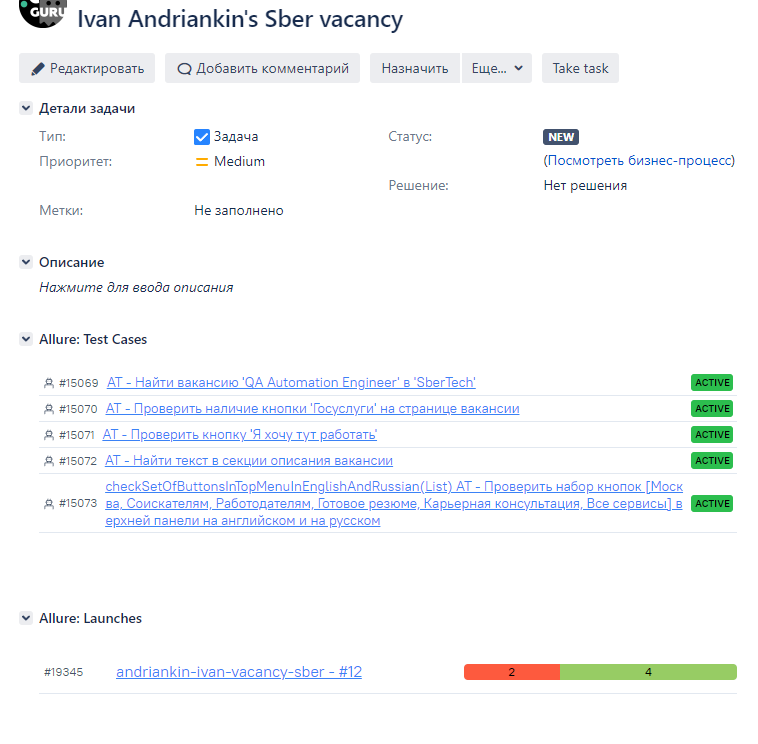 GURU
Ivan Andriankin's Sber vacancy
Редактировать Добавить комментарий Назначить Еще... Take task
Детали задачи
Тип: Задача Статус: NEW
Приоритет: Medium (Посмотреть бизнес-процесс)
Решение: Нет решения
Метки: Не заполнено
Описание
Нажмите для ввода описания
Allure: Test Cases
#15069 AT - Найти вакансию 'QA Automation Engineer' в 'SberTech' ACTIVE
#15070 AT - Проверить наличие кнопки 'Госуслуги' на странице вакансии ACTIVE
#15071 AT - Проверить кнопку 'Я хочу тут работать' ACTIVE
#15072 AT - Найти текст в секции описания вакансии ACTIVE
checkSetOfButtonsInTopMenuInEnglishAndRussian(List) AT - Проверить набор кнопок [Моск
#15073 ва, Соискателям, Работодателям, Готовое резюме, Карьерная консультация, Все сервисы] в ACTIVE
ерхней панели на английском и на русском
Allure: Launches
#19345 andriankin-ivan-vacancy-sber - #12 2 4